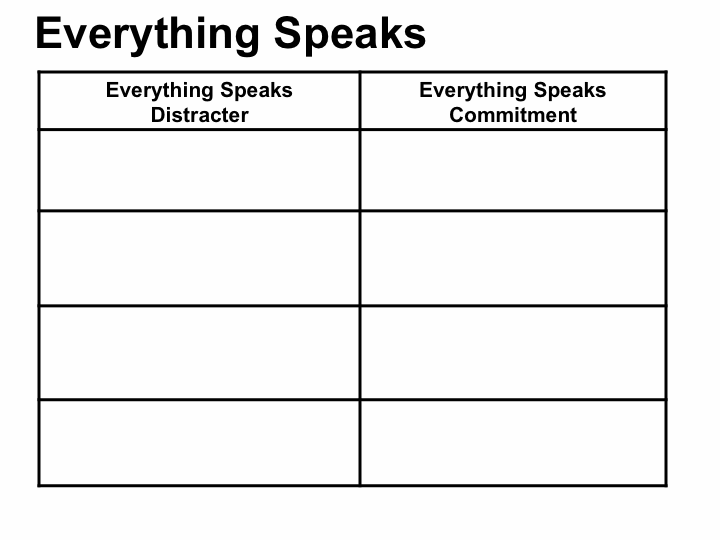 Everything Speaks
Everything Speaks
Distracter
Everything Speaks
Commitment